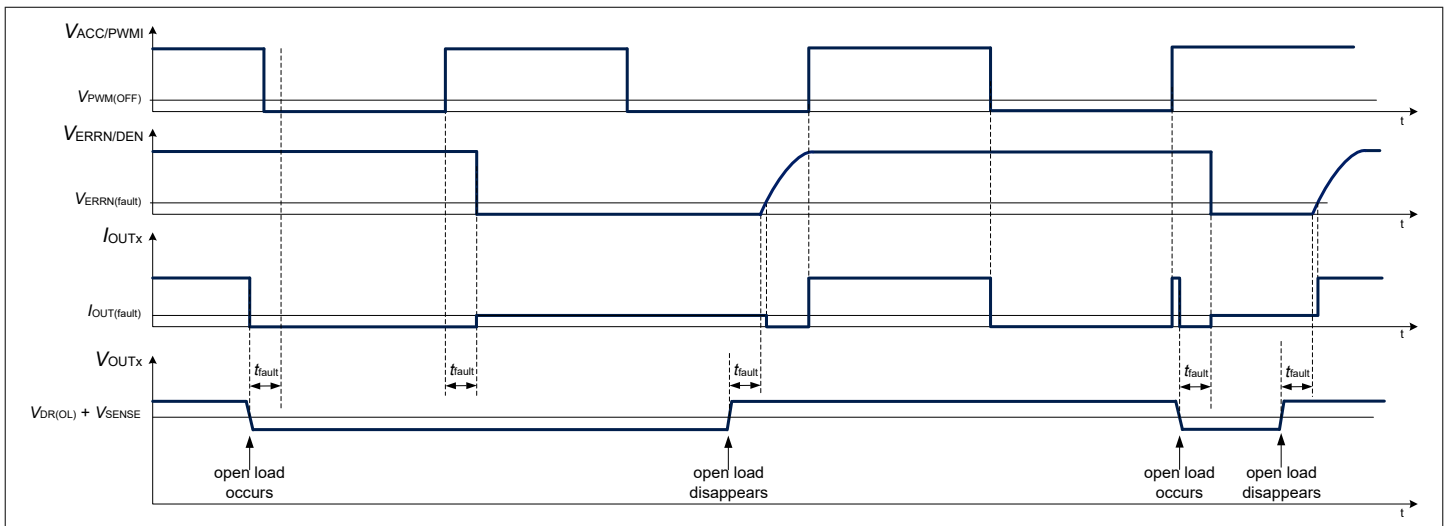 VACC/PWMI
VPWM(OFF)
t
VERRN/DEN
VERRN(fault)
t
IOUTx
IOUT(fault)
t
VOUTx
tfault
tfault
tfault
tfault
tfault
VDR(OL) + VSENSE
open load
occurs
open load
disappears
open load
occurs
open load
disappears
t